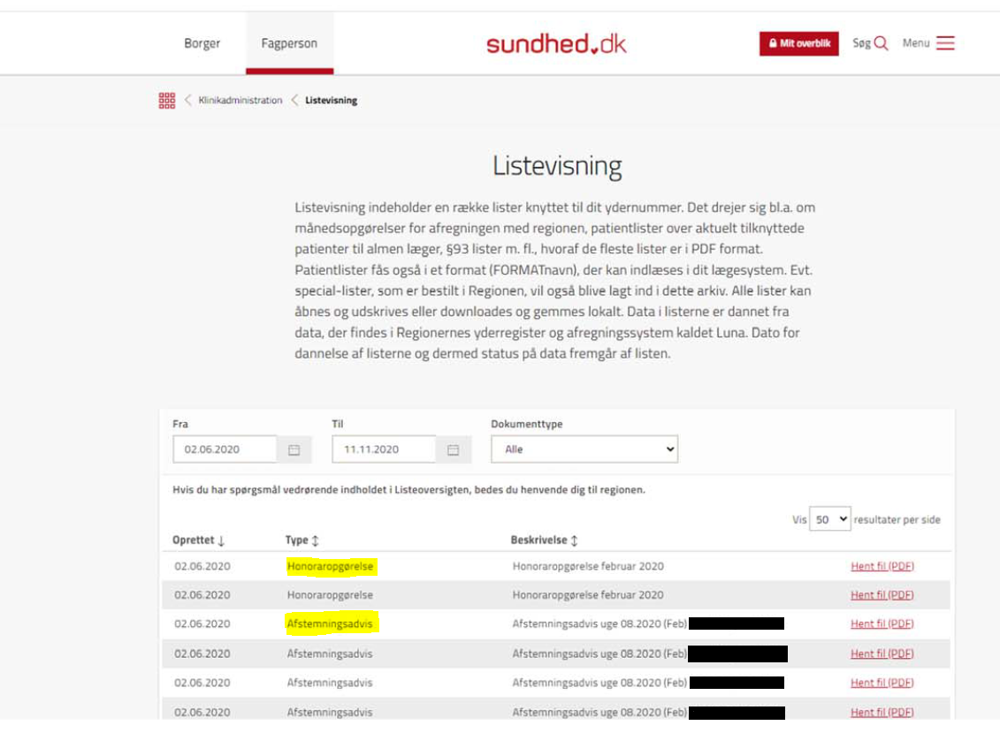 Borger Fagperson sundhed.dk Mit overblik Søg Menu
Klinikadministration Listevisning
Listevisning
Listevisning indeholder en række lister knyttet til dit ydernummer. Det drejer sig bl.a. om
månedsopgørelser for afregningen med regionen, patientlister over aktuelt tilknyttede
patienter til almen læger, §93 lister m. fl., hvoraf de fleste lister er i PDF format.
Patientlister fås også i et format (FORMATnavn), der kan indlæses i dit lægesystem. Evt.
special-lister, som er bestilt i Regionen, vil også blive lagt ind i dette arkiv. Alle lister kan
åbnes og udskrives eller downloades og gemmes lokalt. Data i listerne er dannet fra
data, der findes i Regionernes yderregister og afregningssystem kaldet Luna. Dato for
dannelse af listerne og dermed status på data fremgår af listen.
Fra Til Dokumenttype
02.06.2020 11.11.2020 Alle
Hvis du har spørgsmål vedrørende indholdet i Listeoversigten, bedes du henvende dig til regionen.
Vis 50 resultater per side
Oprettet ↓ Type ↕ Beskrivelse ↕
02.06.2020 Honoraropgørelse Honoraropgørelse februar 2020 Hent fil (PDF)
02.06.2020 Honoraropgørelse Honoraropgørelse februar 2020 Hent fil (PDF)
02.06.2020 Afstemningsadvis Afstemningsadvis uge 08.2020 (Feb) Hent fil (PDF)
02.06.2020 Afstemningsadvis Afstemningsadvis uge 08.2020 (Feb) Hent fil (PDF)
02.06.2020 Afstemningsadvis Afstemningsadvis uge 08.2020 (Feb) Hent fil (PDF)
02.06.2020 Afstemningsadvis Afstemningsadvis uge 08.2020 (Feb) Hent fil (PDF)